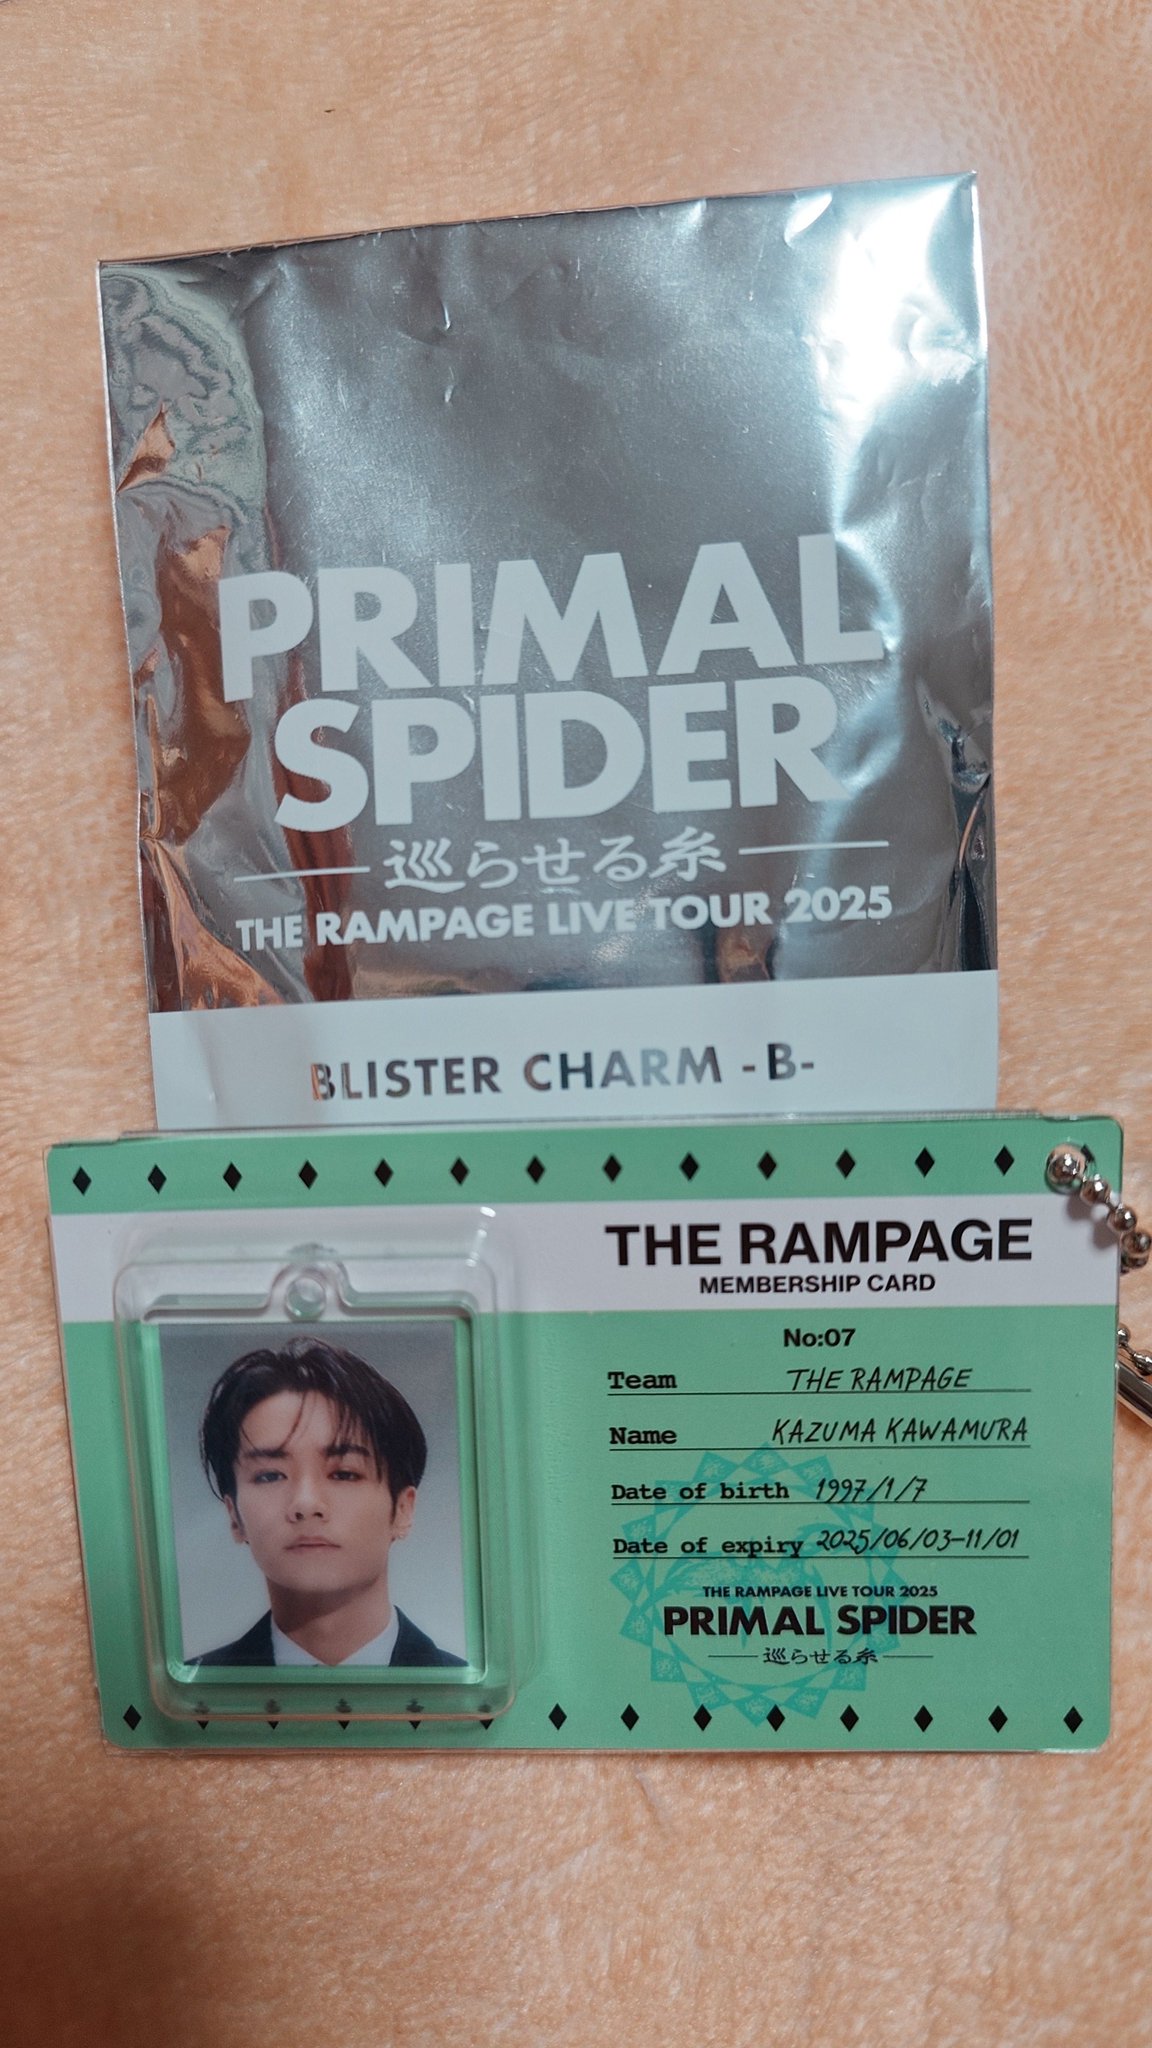 PRIMAL
SPIDER
巡らせる糸
THE RAMPAGE LIVE TOUR 2025
BLISTER CHARM -B-
THE RAMPAGE
MEMBERSHIP CARD
No:07
Team THE RAMPAGE
Name KAZUMA KAWAMURA
Date of birth 1997/1/7
Date of expiry 2025/06/03-11/01
THE RAMPAGE LIVE TOUR 2025
PRIMAL SPIDER
巡らせる糸